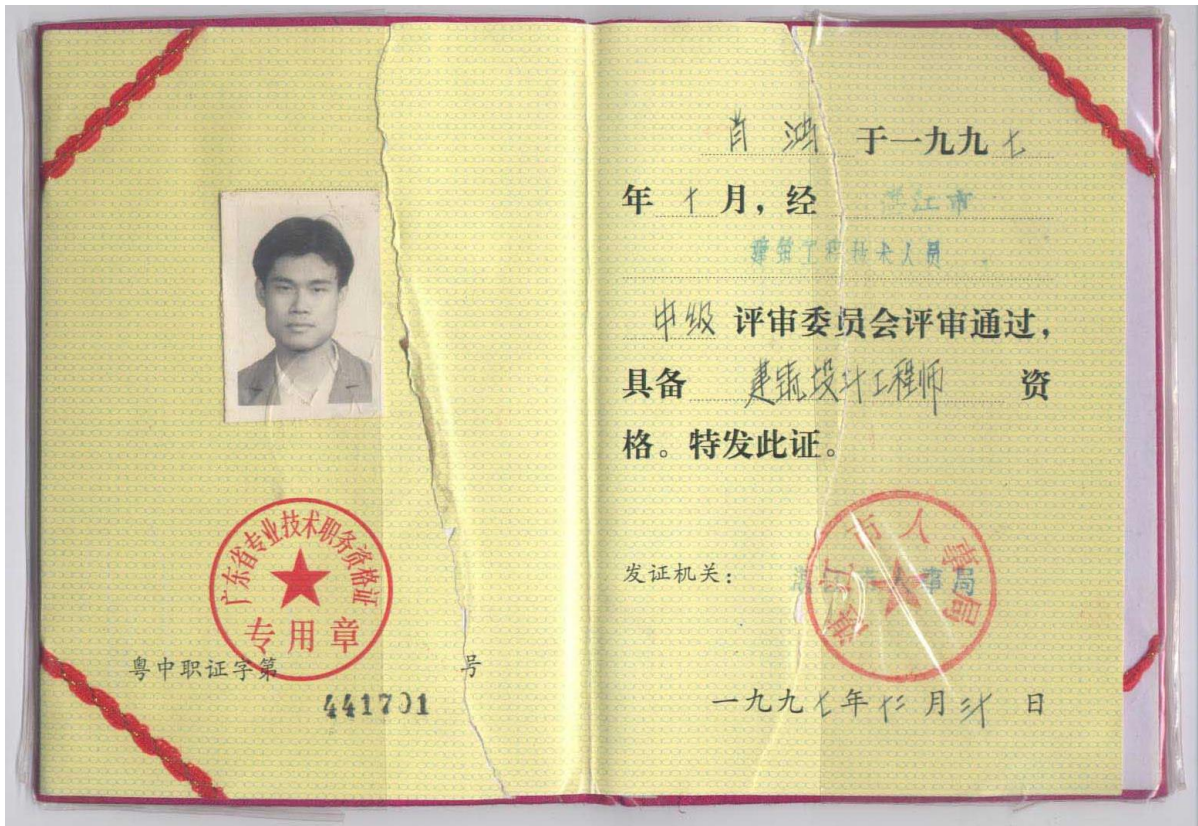 广东省专业技术职务资格证
专用章
粤中职证字第 号
441701
肖鸿 于一九九七
年十月，经 湛江市
建筑工程技术人员
中级 评审委员会评审通过，
具备 建筑设计工程师 资
格。特发此证。
湛江市人事局
发证机关：湛江市人事局
一九九七年十二月三十日